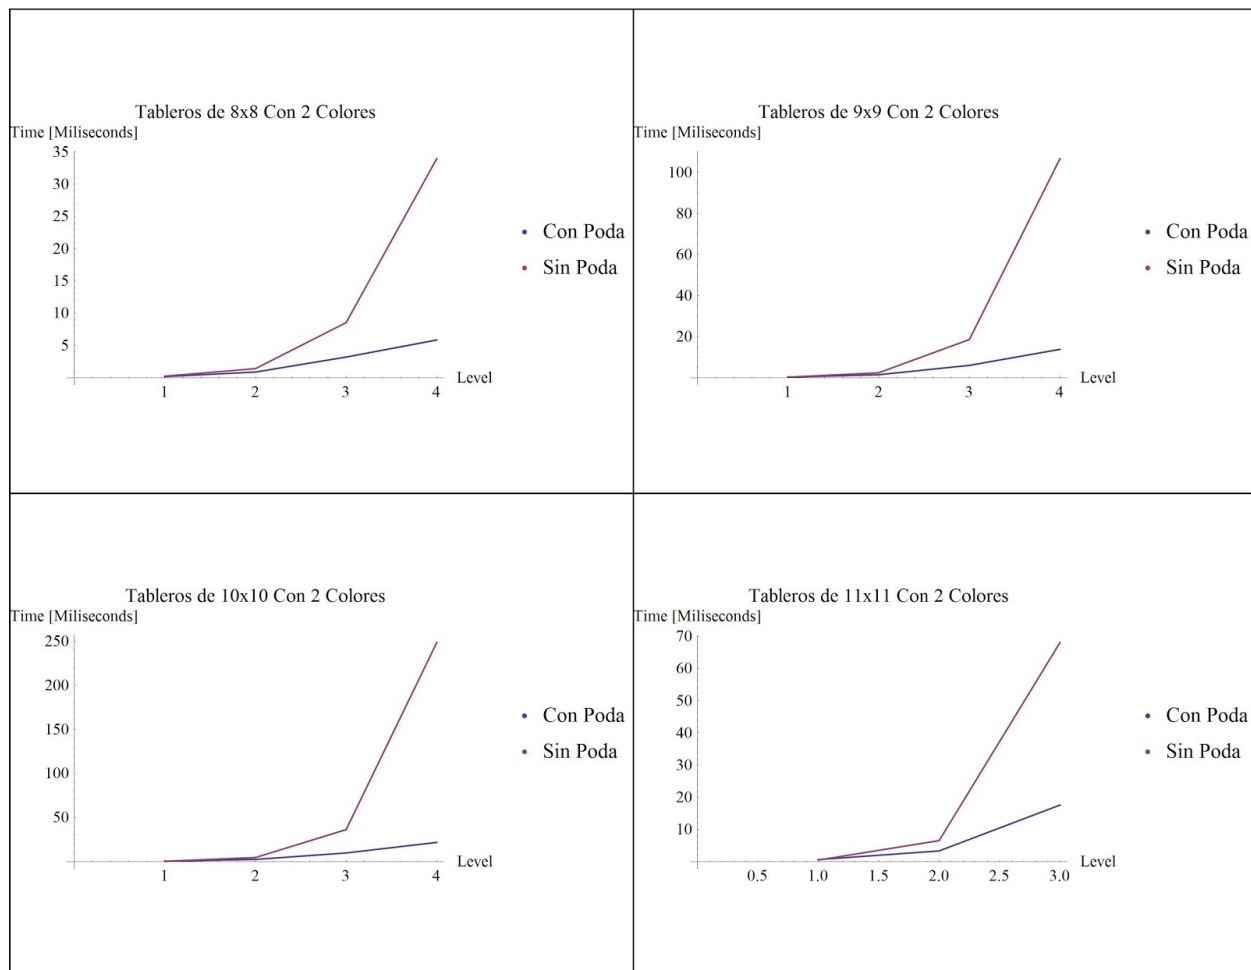 Tableros de 8x8 Con 2 Colores
Time [Miliseconds]
35
30
25
20
15
10
5
1 2 3 4
Level
Con Poda
Sin Poda
Tableros de 9x9 Con 2 Colores
Time [Miliseconds]
100
80
60
40
20
1 2 3 4
Level
Con Poda
Sin Poda
Tableros de 10x10 Con 2 Colores
Time [Miliseconds]
250
200
150
100
50
1 2 3 4
Level
Con Poda
Sin Poda
Tableros de 11x11 Con 2 Colores
Time [Miliseconds]
70
60
50
40
30
20
10
0.5 1.0 1.5 2.0 2.5 3.0
Level
Con Poda
Sin Poda